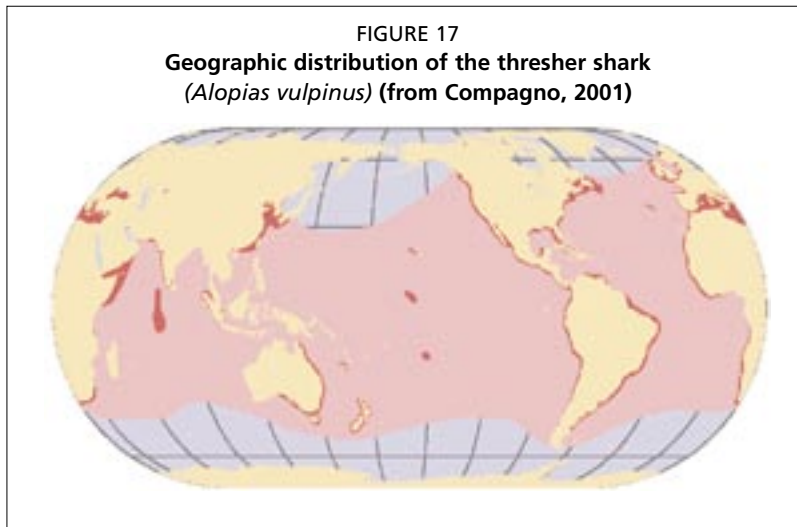 FIGURE 17
Geographic distribution of the thresher shark
(Alopias vulpinus) (from Compagno, 2001)